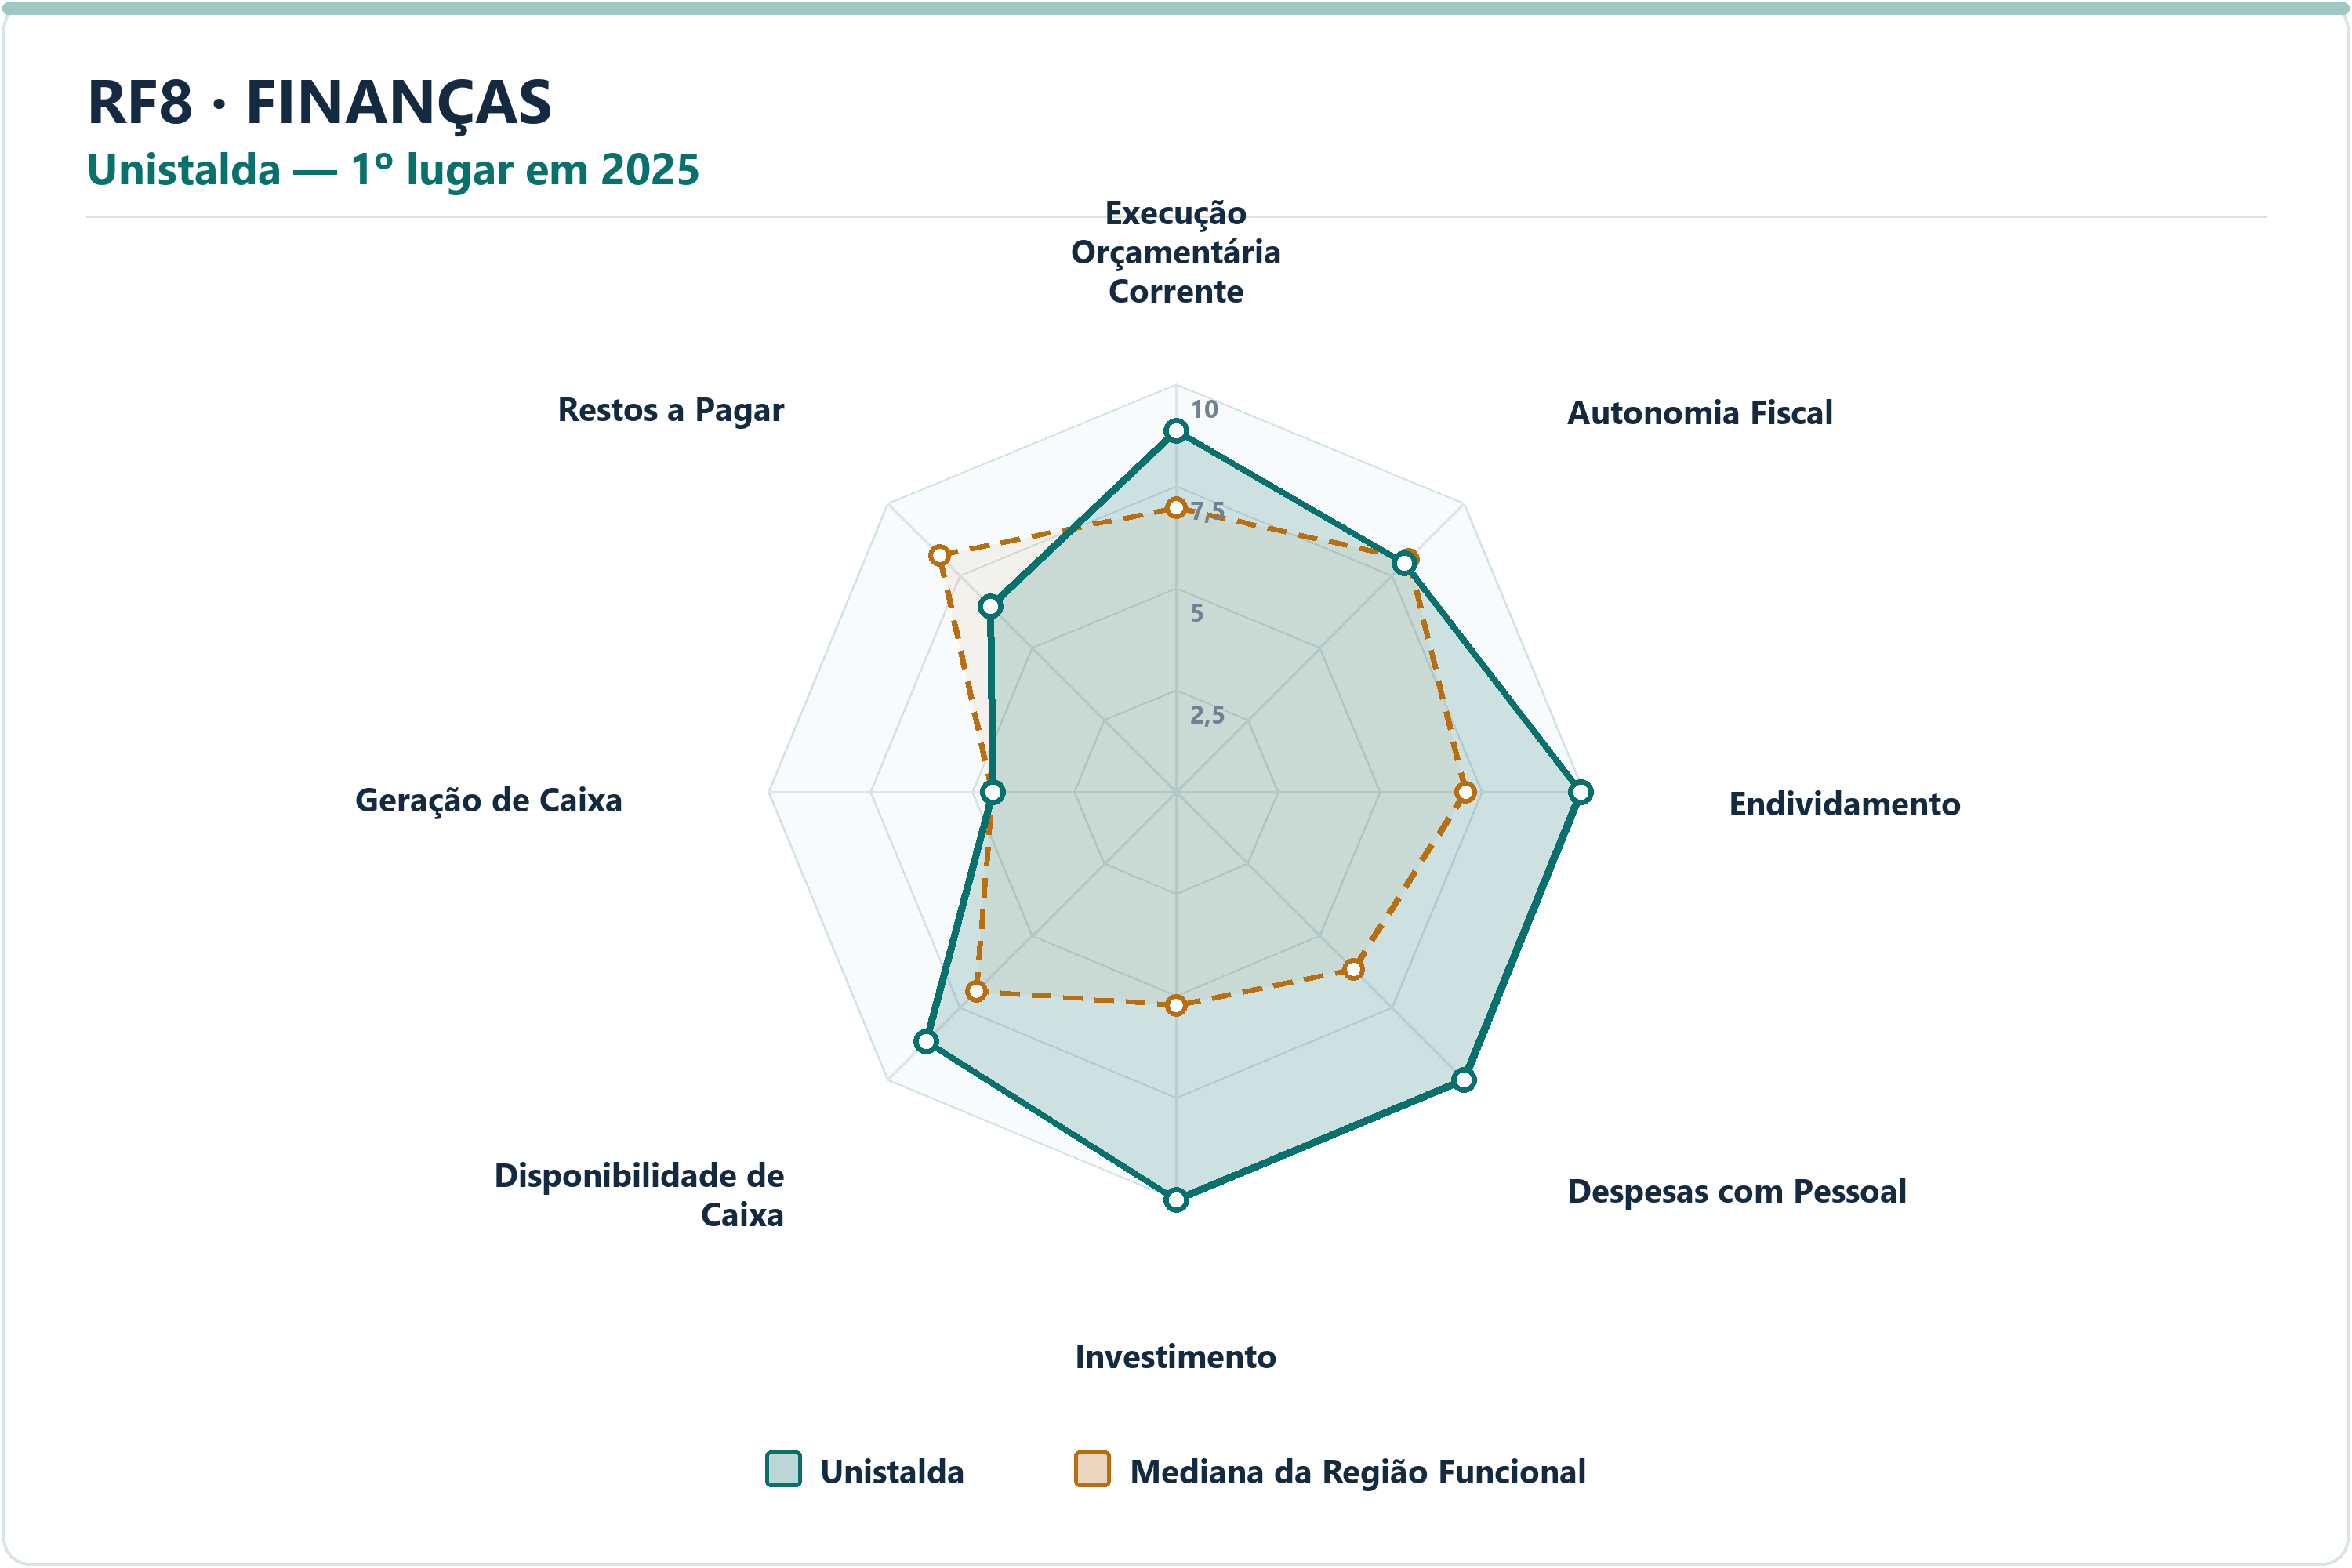 RF8 · FINANÇAS
Unistalda — 1º lugar em 2025
Execução
Orçamentária
Corrente
Restos a Pagar
Autonomia Fiscal
10
7,5
5
2,5
Geração de Caixa
Endividamento
Disponibilidade de
Caixa
Despesas com Pessoal
Investimento
Unistalda
Mediana da Região Funcional